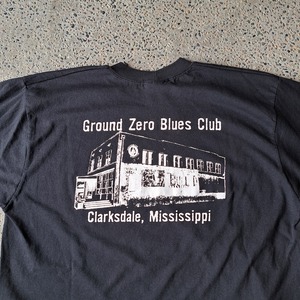 Ground Zero Blues Club
Clarksdale, Mississippi